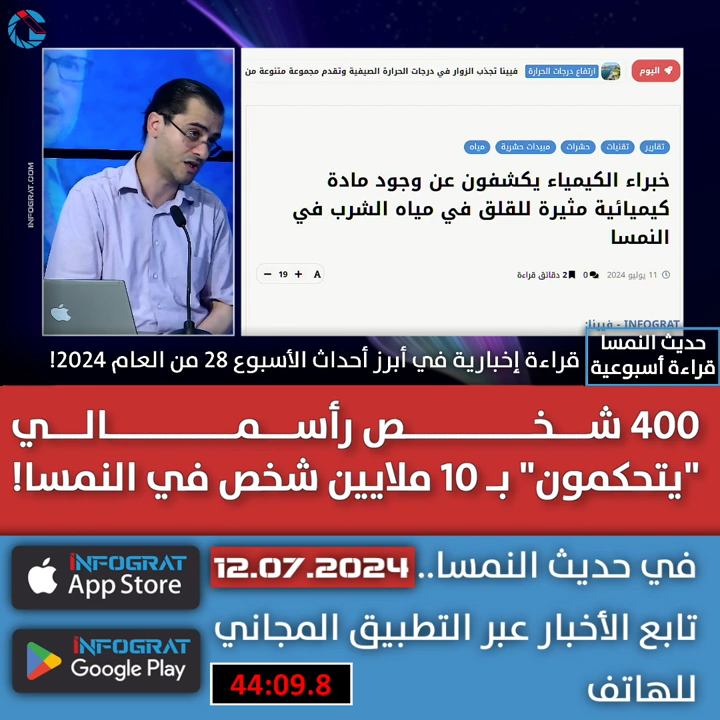 INFOGRAT.COM
اليوم
ارتفاع درجات الحرارة
فيينا تجذب الزوار في درجات الحرارة الصيفية وتقدم مجموعة متنوعة من
تقارير
تقنيات
حشرات
مبيدات حشرية
مياه
خبراء الكيمياء يكشفون عن وجود مادة
كيميائية مثيرة للقلق في مياه الشرب في
النمسا
11 يوليو 2024
0
2 دقائق قراءة
A + 19 −
INFOGRAT - فيينا:
حديث النمسا
قراءة أسبوعية
قراءة إخبارية في أبرز أحداث الأسبوع 28 من العام 2024!
400 شـخـــص رأســمـــالـــي
"يتحكمون" بـ 10 ملايين شخص في النمسا!
في حديث النمسا.. 12.07.2024
تابع الأخبار عبر التطبيق المجاني
للهاتف
INFOGRAT
App Store
INFOGRAT
Google Play
44:09.8